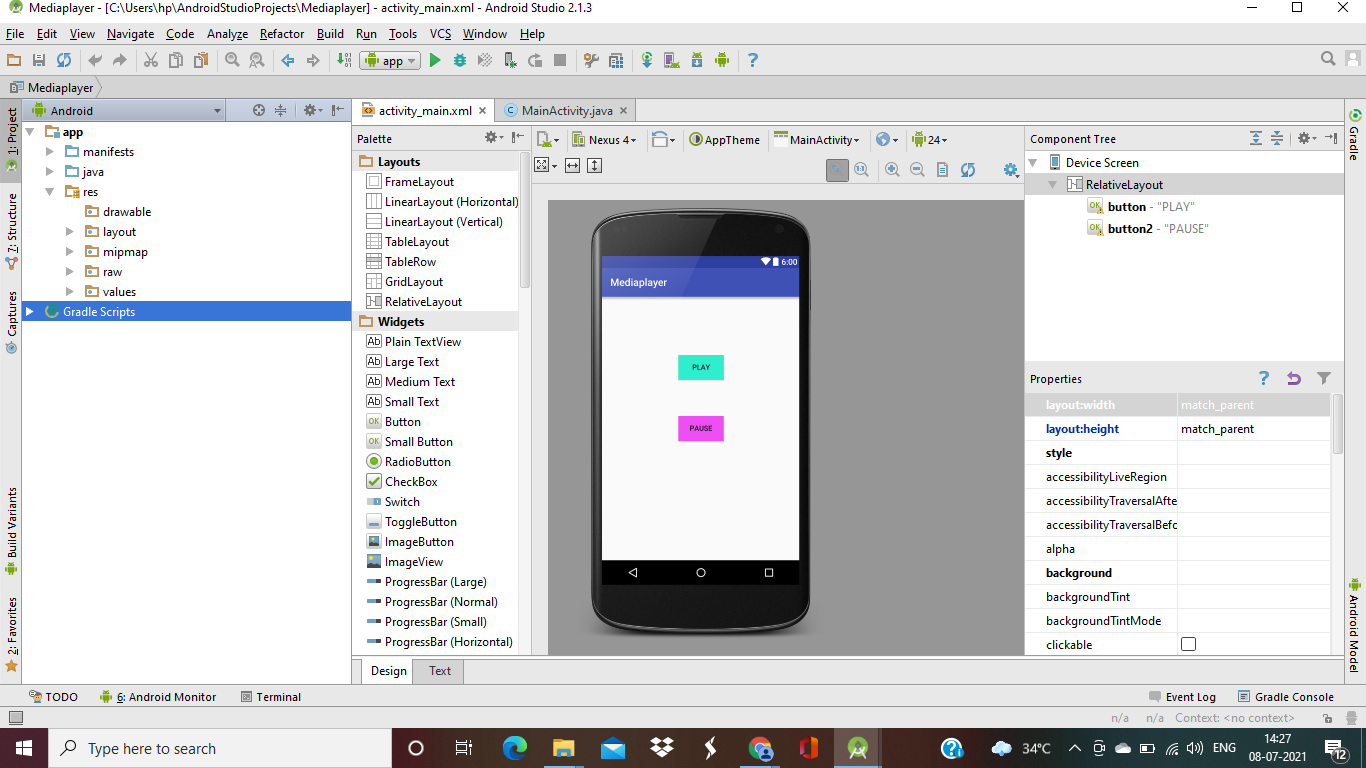 Mediaplayer - [C:\Users\hp\AndroidStudioProjects\Mediaplayer] - activity_main.xml - Android Studio 2.1.3
File Edit View Navigate Code Analyze Refactor Build Run Tools VCS Window Help
app
Mediaplayer
1: Project
7: Structure
Captures
Build Variants
2: Favorites
Android
app
manifests
java
res
drawable
layout
mipmap
raw
values
Gradle Scripts
activity_main.xml
MainActivity.java
Palette
Layouts
FrameLayout
LinearLayout (Horizontal)
LinearLayout (Vertical)
TableLayout
TableRow
GridLayout
RelativeLayout
Widgets
Plain TextView
Large Text
Medium Text
Small Text
Button
Small Button
RadioButton
CheckBox
Switch
ToggleButton
ImageButton
ImageView
ProgressBar (Large)
ProgressBar (Normal)
ProgressBar (Small)
ProgressBar (Horizontal)
Nexus 4 AppTheme MainActivity 24
6:00
Mediaplayer
PLAY
PAUSE
Design Text
Component Tree
Device Screen
RelativeLayout
button - "PLAY"
button2 - "PAUSE"
Properties
layout:width match_parent
layout:height match_parent
style
accessibilityLiveRegion
accessibilityTraversalAfte
accessibilityTraversalBefo
alpha
background
backgroundTint
backgroundTintMode
clickable
Gradle
Android Model
TODO 6: Android Monitor Terminal Event Log Gradle Console
n/a n/a Context: <no context>
Type here to search
34°C ENG 14:27
08-07-2021
12